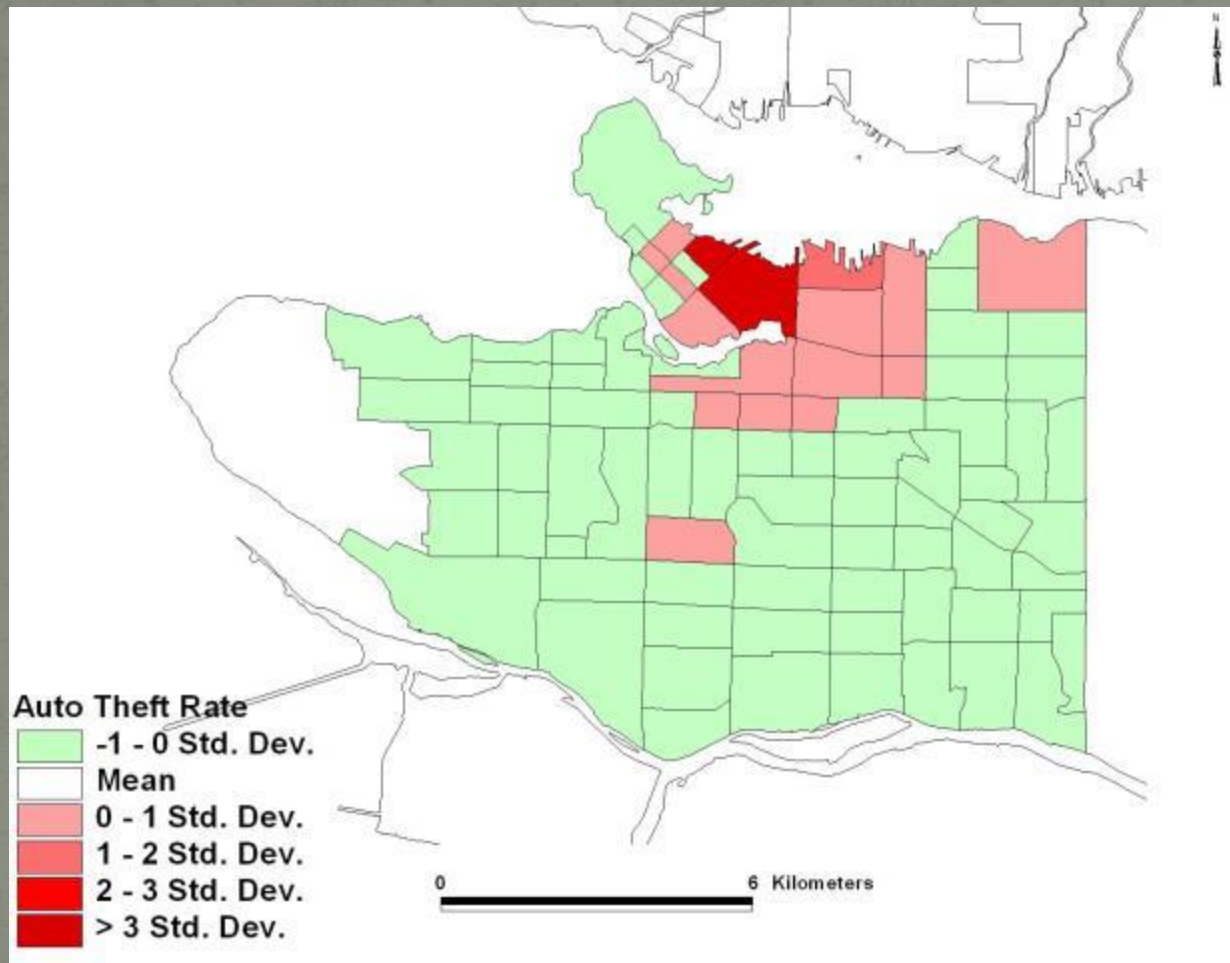 N
Auto Theft Rate
-1 - 0 Std. Dev.
Mean
0 - 1 Std. Dev.
1 - 2 Std. Dev.
2 - 3 Std. Dev.
> 3 Std. Dev.
0 6 Kilometers